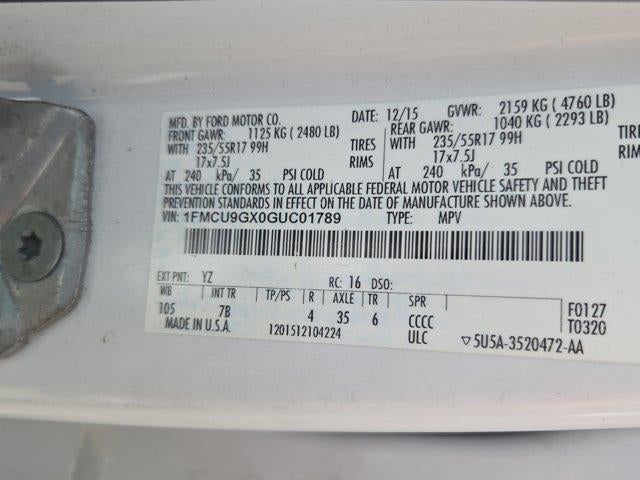 MFD. BY FORD MOTOR CO. DATE: 12/15 GVWR: 2159 KG ( 4760 LB)
FRONT GAWR: 1125 KG ( 2480 LB) REAR GAWR: 1040 KG ( 2293 LB)
WITH 235/55R17 99H TIRES WITH 235/55R17 99H TIRES
17x7.5J RIMS 17x7.5J RIMS
AT 240 kPa/ 35 PSI COLD AT 240 kPa/ 35 PSI COLD
THIS VEHICLE CONFORMS TO ALL APPLICABLE FEDERAL MOTOR VEHICLE SAFETY AND THEFT
PREVENTION STANDARDS IN EFFECT ON THE DATE OF MANUFACTURE SHOWN ABOVE.
VIN: 1FMCU9GX0GUC01789 TYPE: MPV
EXT PNT: YZ RC: 16 DSO:
WB INT TR TP/PS R AXLE TR SPR F0127
105 7B 4 35 6 CCCC T0320
MADE IN U.S.A. 1201512104224 ULC ▽5U5A-3520472-AA